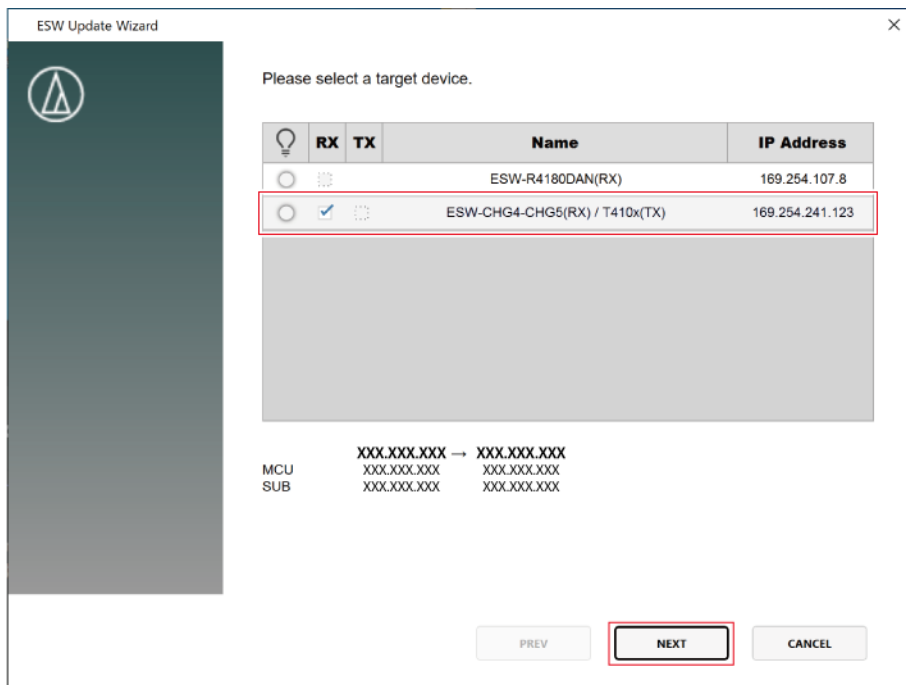 ESW Update Wizard
Please select a target device.
RX TX Name IP Address
ESW-R4180DAN(RX) 169.254.107.8
ESW-CHG4-CHG5(RX) / T410x(TX) 169.254.241.123
XXX.XXX.XXX → XXX.XXX.XXX
MCU XXX.XXX.XXX XXX.XXX.XXX
SUB XXX.XXX.XXX XXX.XXX.XXX
PREV NEXT CANCEL